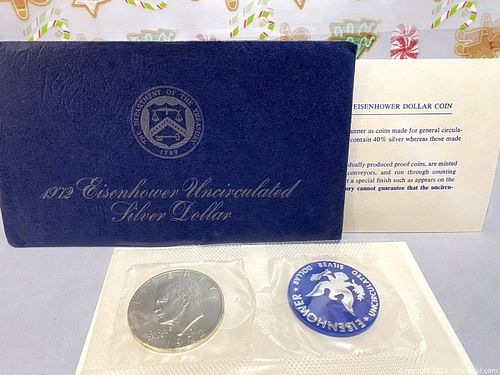 THE DEPARTMENT OF THE TREASURY
1789
1972 Eisenhower Uncirculated
Silver Dollar
EISENHOWER DOLLAR COIN
anner as coins made for general circula-
contain 40% silver whereas those made
dually produced proof coins, are minted
conveyors, and run through counting
t a special finish such as appears on the
ury cannot guarantee that the uncircu-
LIBERTY
1972
EISENHOWER ★ UNCIRCULATED SILVER DOLLAR ★